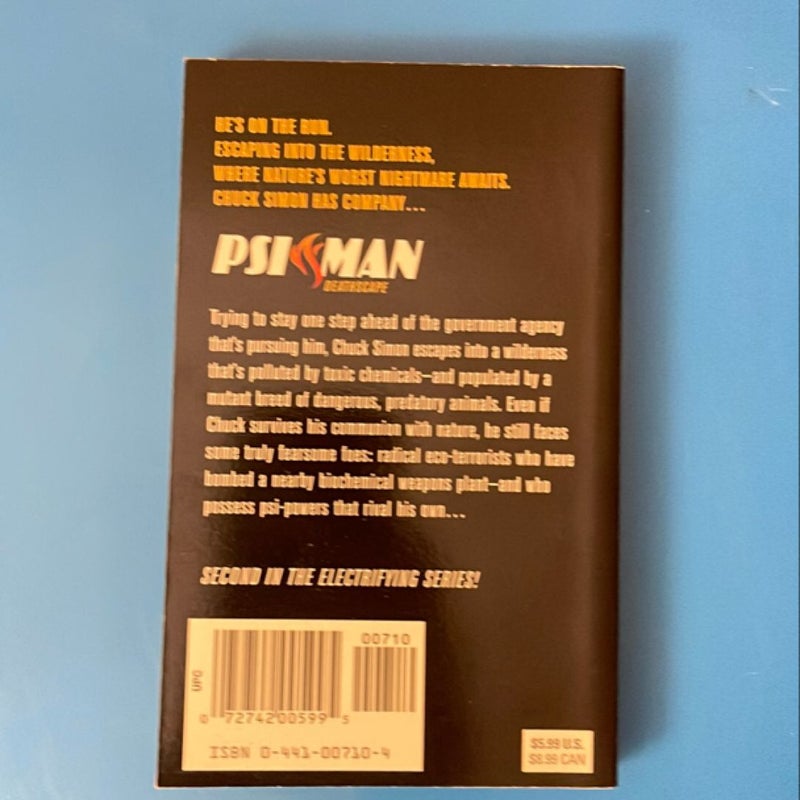 HE'S ON THE RUN.
ESCAPING INTO THE WILDERNESS,
WHERE NATURE'S WORST NIGHTMARE AWAITS.
CHUCK SIMON HAS COMPANY...
PSI MAN
DEATHSCAPE
Trying to stay one step ahead of the government agency
that's pursuing him, Chuck Simon escapes into a wilderness
that's polluted by toxic chemicals—and populated by a
mutant breed of dangerous, predatory animals. Even if
Chuck survives his communion with nature, he still faces
some truly fearsome foes: radical eco-terrorists who have
bombed a nearby biochemical weapons plant—and who
possess psi-powers that rival his own...
SECOND IN THE ELECTRIFYING SERIES!
00710
UPC
0 72742 00599 5
ISBN 0-441-00710-4
$5.99 U.S.
$8.99 CAN